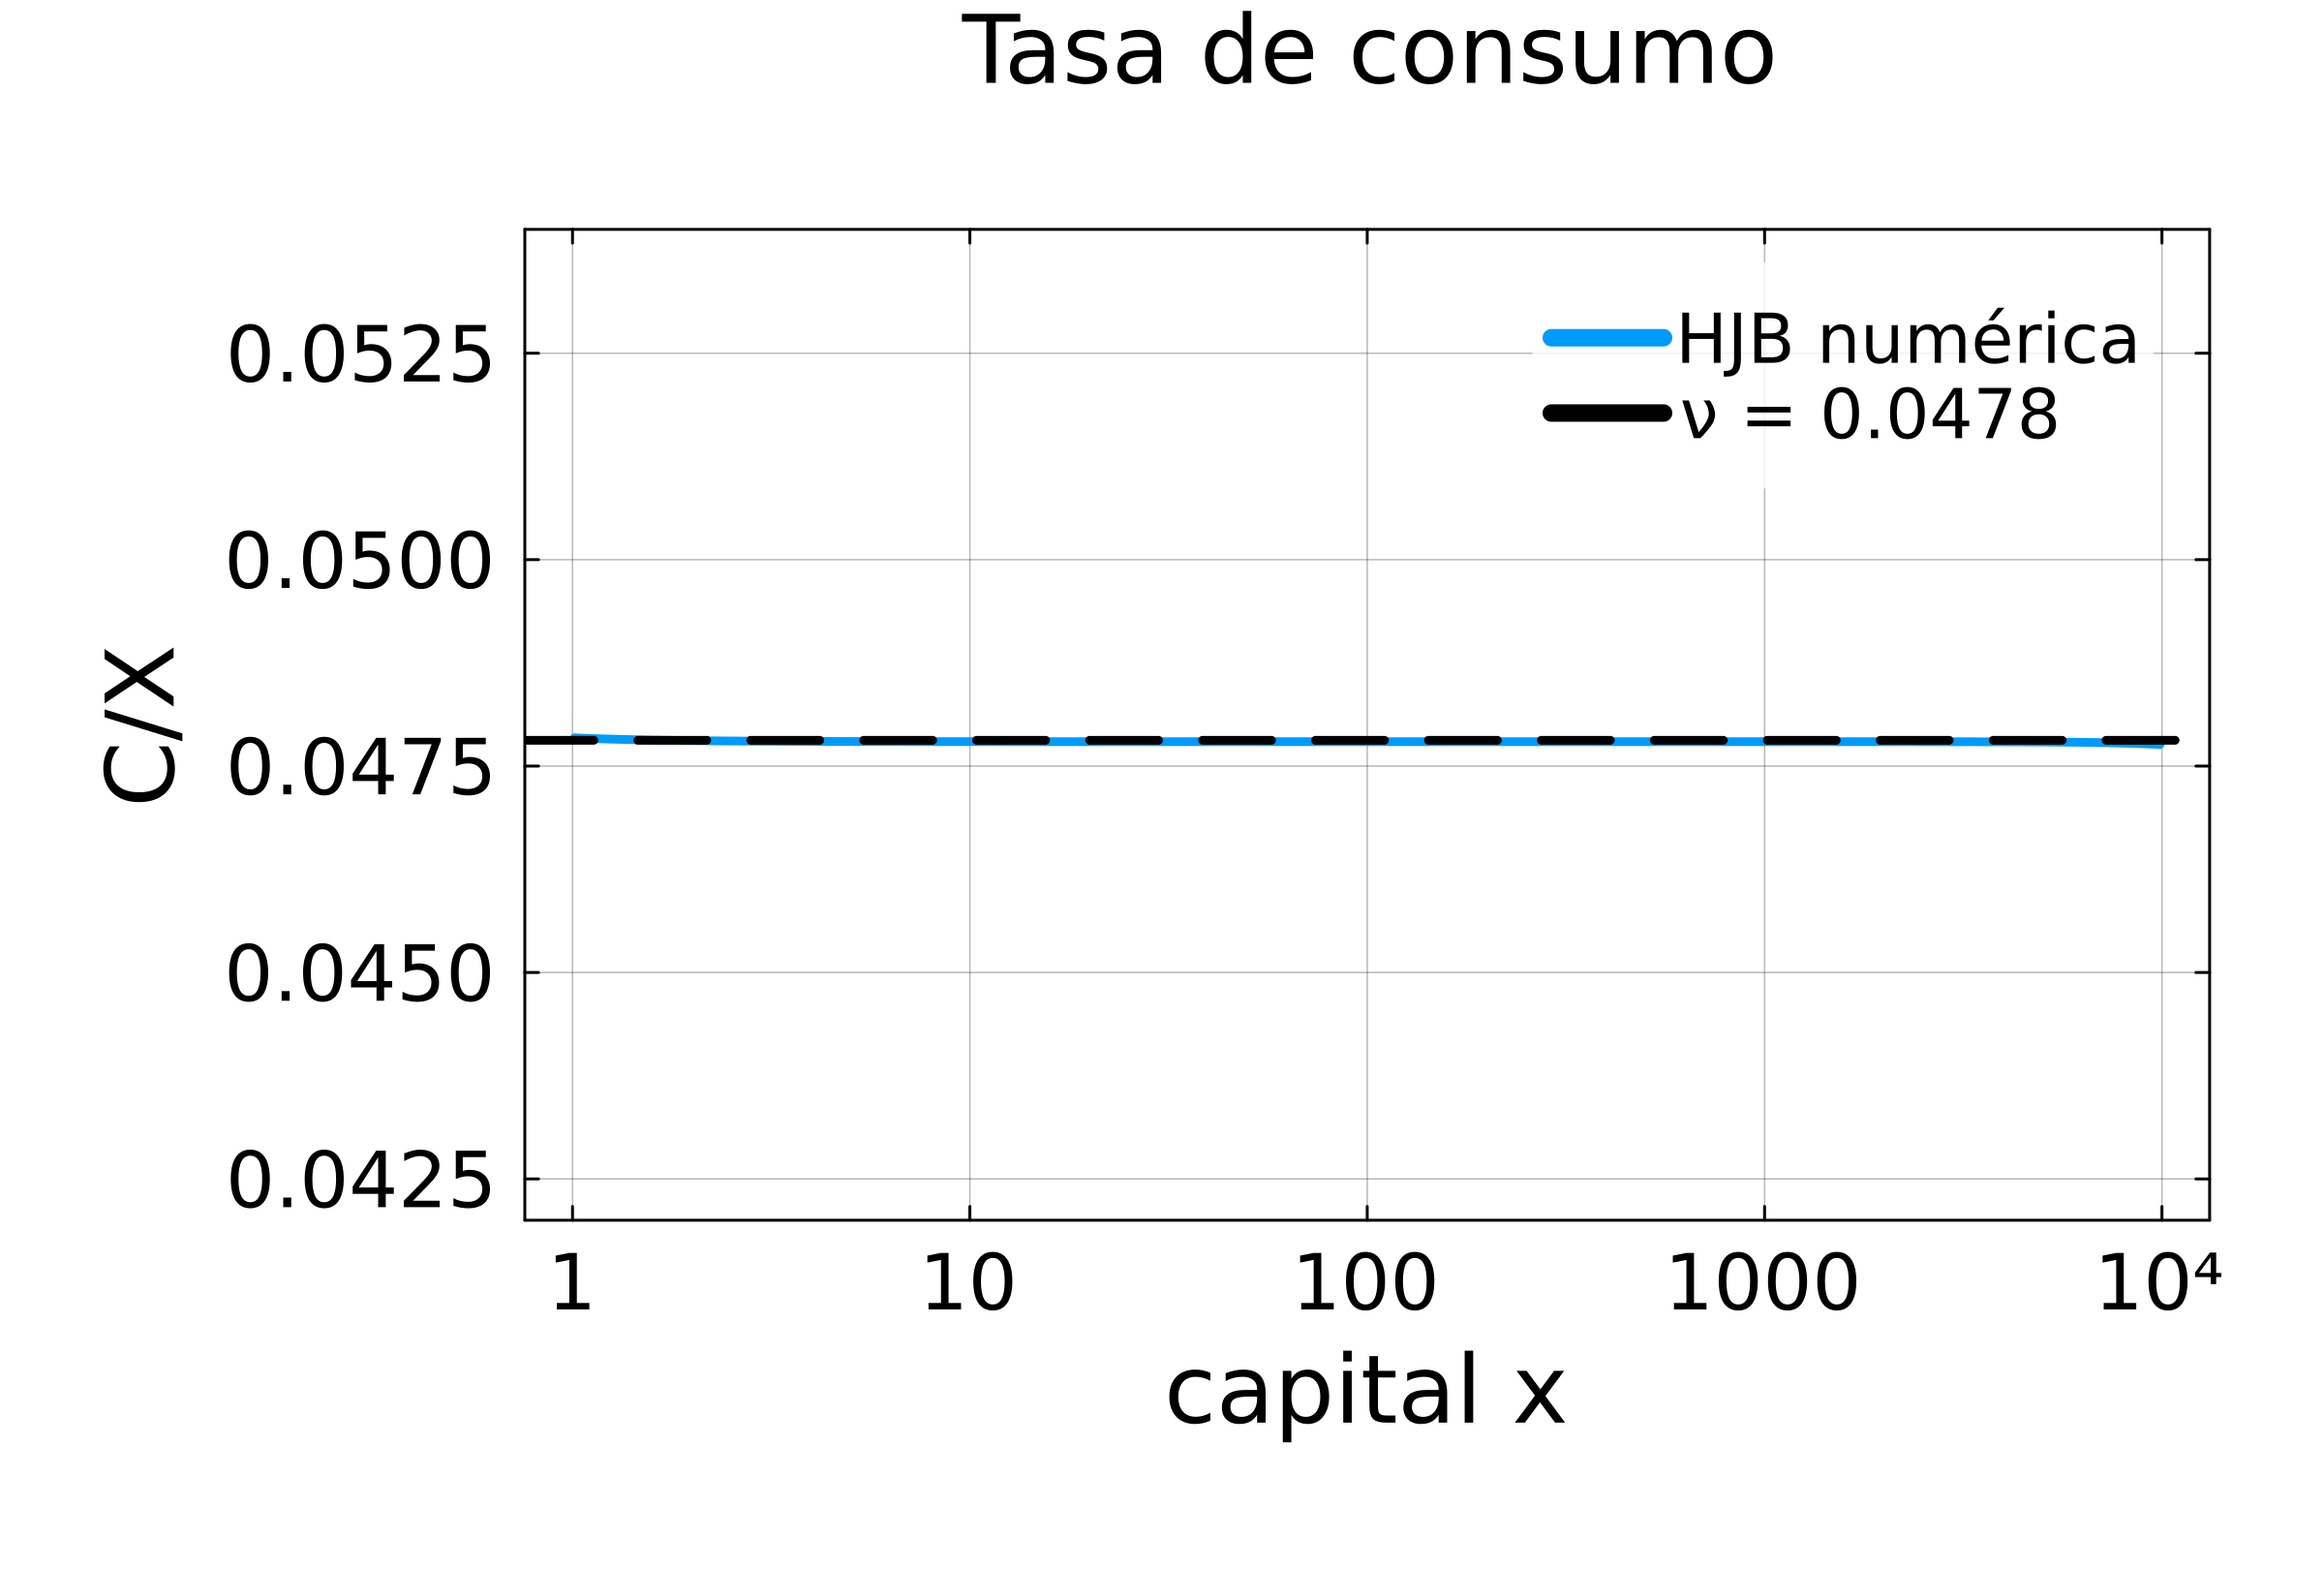 Tasa de consumo
HJB numérica
ν = 0.0478
C/X
0.0525
0.0500
0.0475
0.0450
0.0425
1 10 100 1000 10⁴
capital x